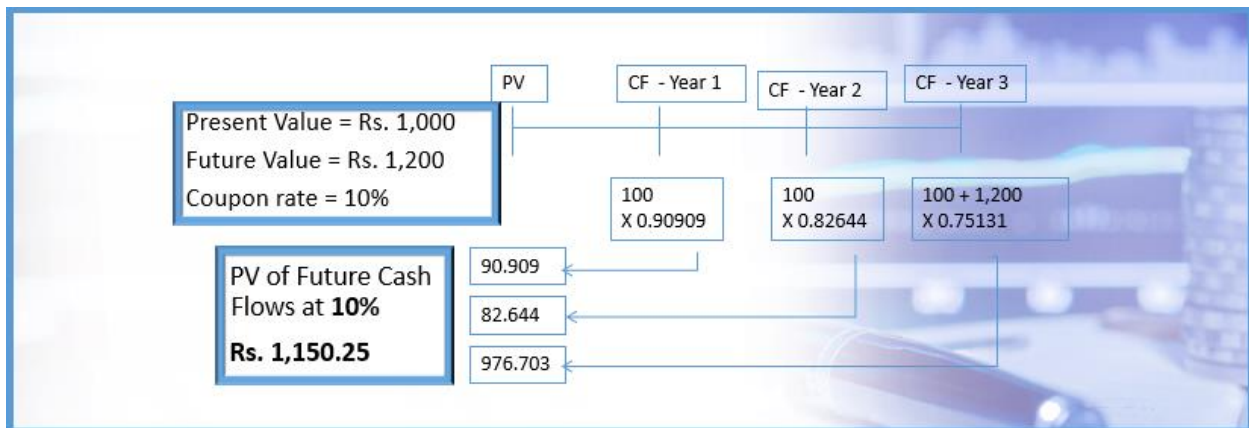 PV
CF - Year 1
CF - Year 2
CF - Year 3
Present Value = Rs. 1,000
Future Value = Rs. 1,200
Coupon rate = 10%
100
X 0.90909
100
X 0.82644
100 + 1,200
X 0.75131
PV of Future Cash
Flows at 10%
Rs. 1,150.25
90.909
82.644
976.703